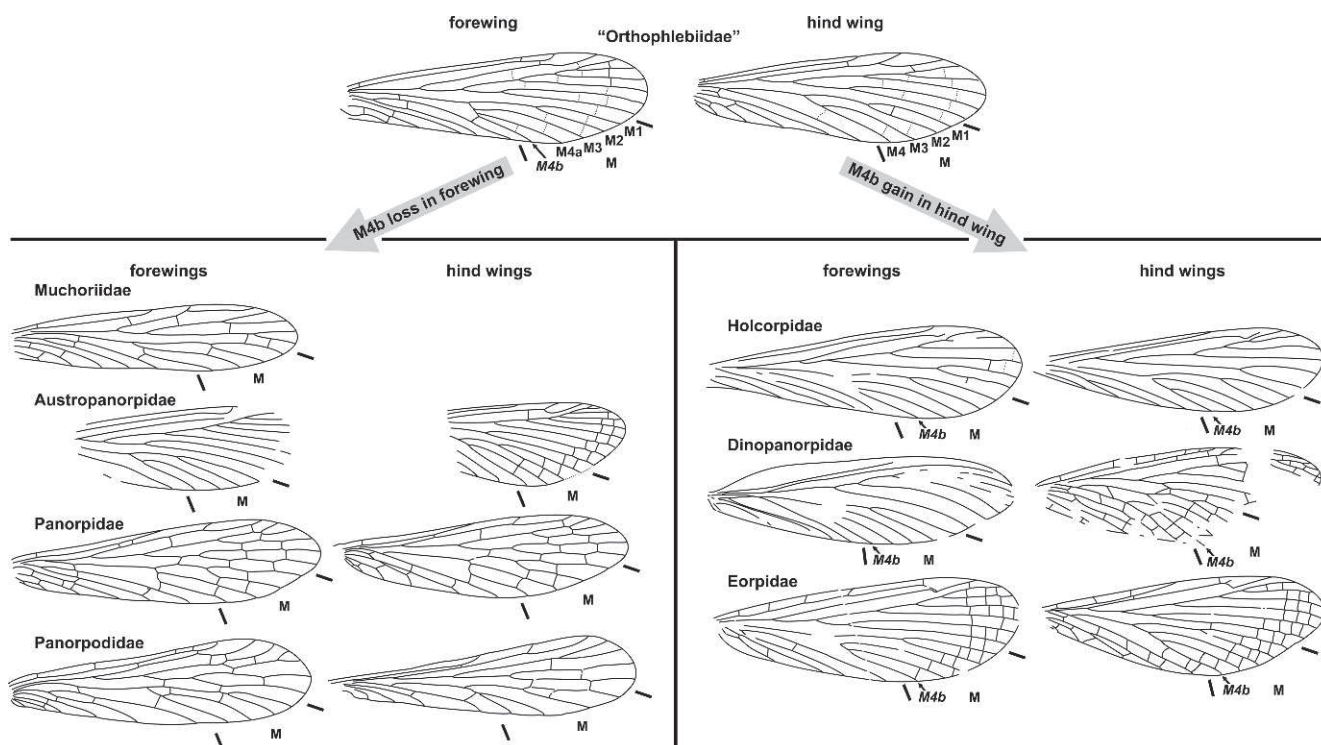 forewing
hind wing
“Orthophlebiidae”
M1
M2
M3
M4a
M4b
M
M1
M2
M3
M4
M
M4b loss in forewing
M4b gain in hind wing
forewings
hind wings
Muchoriidae
M
Austropanorpidae
M
M
Panorpidae
M
M
Panorpodidae
M
M
forewings
hind wings
Holcorpidae
M4b
M
M4b
M
Dinopanorpidae
M4b
M
M4b
M
Eorpidae
M4b
M
M4b
M